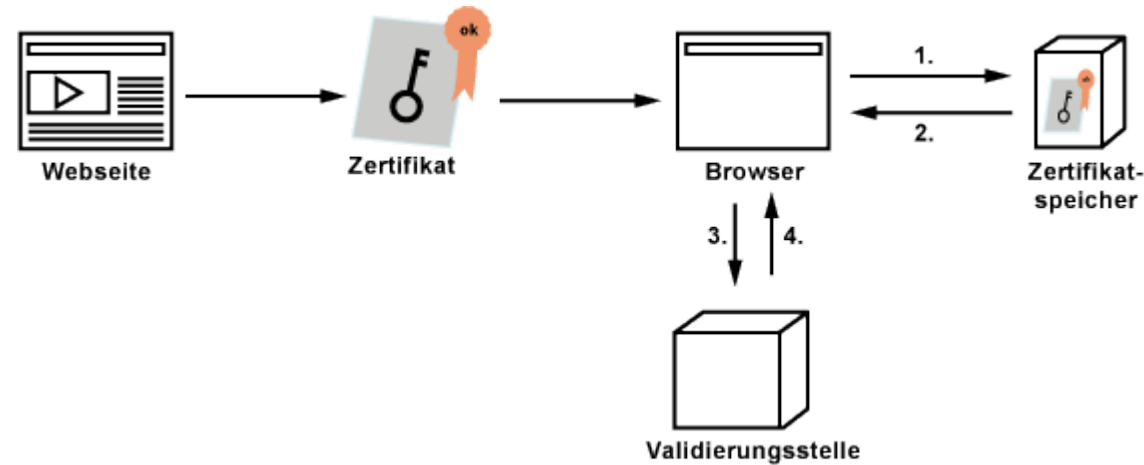 ok
1.
2.
Webseite
Zertifikat
Browser
Zertifikat-
speicher
3.
4.
Validierungsstelle